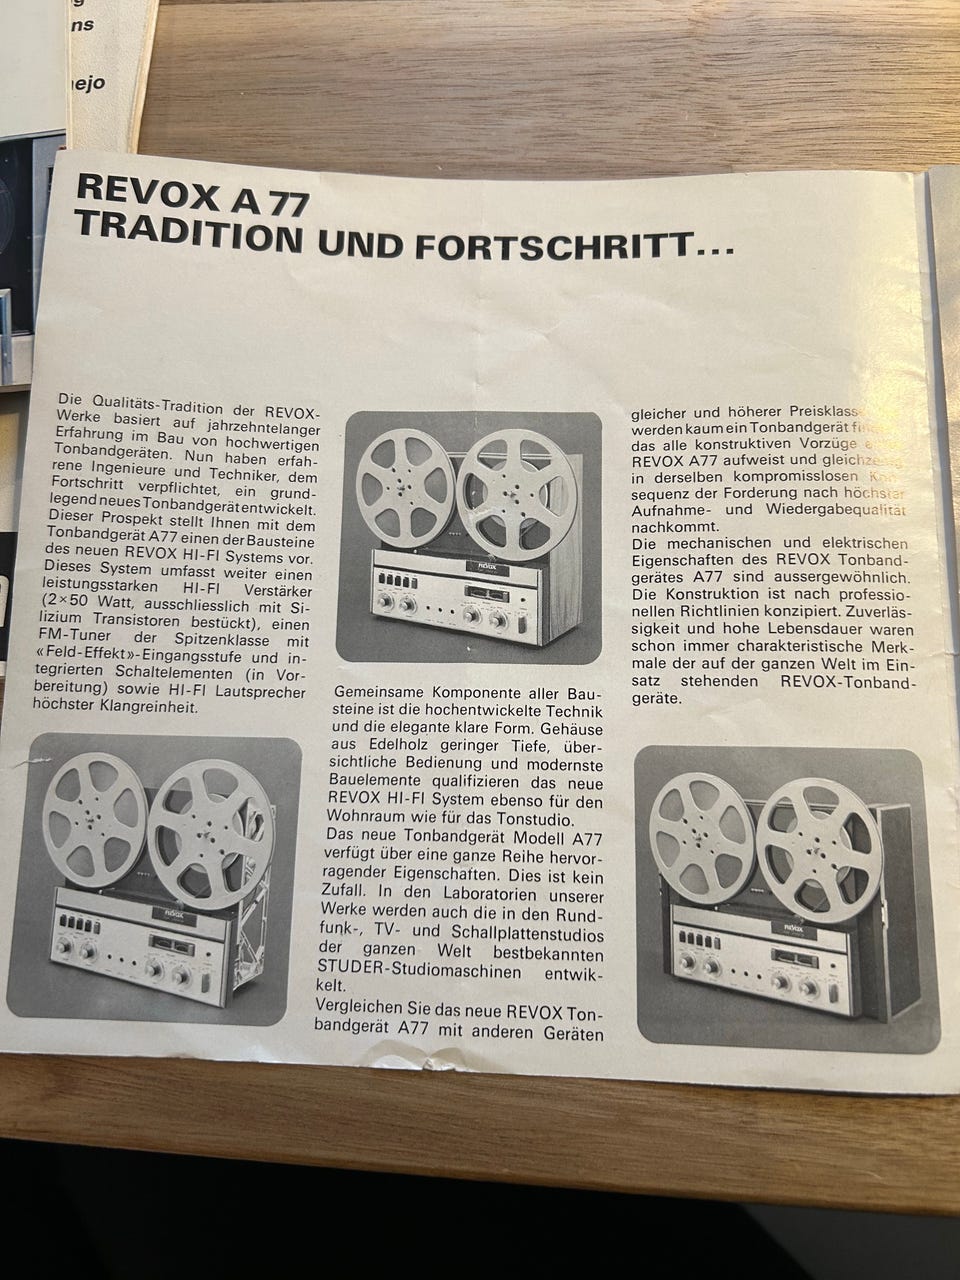 ns
nejo
REVOX A 77
TRADITION UND FORTSCHRITT...
Die Qualitäts-Tradition der REVOX-
Werke basiert auf jahrzehntelanger
Erfahrung im Bau von hochwertigen
Tonbandgeräten. Nun haben erfah-
rene Ingenieure und Techniker, dem
Fortschritt verpflichtet, ein grund-
legend neues Tonbandgerät entwickelt.
Dieser Prospekt stellt Ihnen mit dem
Tonbandgerät A77 einen der Bausteine
des neuen REVOX HI-FI Systems vor.
Dieses System umfasst weiter einen
leistungsstarken HI-FI Verstärker
(2×50 Watt, ausschliesslich mit Si-
lizium Transistoren bestückt), einen
FM-Tuner der Spitzenklasse mit
«Feld-Effekt»-Eingangsstufe und in-
tegrierten Schaltelementen (in Vor-
bereitung) sowie HI-FI Lautsprecher
höchster Klangreinheit.
REVOX
Gemeinsame Komponente aller Bau-
steine ist die hochentwickelte Technik
und die elegante klare Form. Gehäuse
aus Edelholz geringer Tiefe, über-
sichtliche Bedienung und modernste
Bauelemente qualifizieren das neue
REVOX HI-FI System ebenso für den
Wohnraum wie für das Tonstudio.
Das neue Tonbandgerät Modell A77
verfügt über eine ganze Reihe hervor-
ragender Eigenschaften. Dies ist kein
Zufall. In den Laboratorien unserer
Werke werden auch die in den Rund-
funk-, TV- und Schallplattenstudios
der ganzen Welt bestbekannten
STUDER-Studiomaschinen entwik-
kelt.
Vergleichen Sie das neue REVOX Ton-
bandgerät A77 mit anderen Geräten
gleicher und höherer Preisklass
werden kaum ein Tonbandgerät
das alle konstruktiven Vorzüge
REVOX A77 aufweist und
in derselben kompromisslosen
sequenz der Forderung nach höchster
Aufnahme- und Wiedergabequalität
nachkommt.
Die mechanischen und elektrischen
Eigenschaften des REVOX Tonband-
gerätes A77 sind aussergewöhnlich.
Die Konstruktion ist nach professio-
nellen Richtlinien konzipiert. Zuverläs-
sigkeit und hohe Lebensdauer waren
schon immer charakteristische Merk-
male der auf der ganzen Welt im Ein-
satz stehenden REVOX-Tonband-
geräte.
REVOX
REVOX